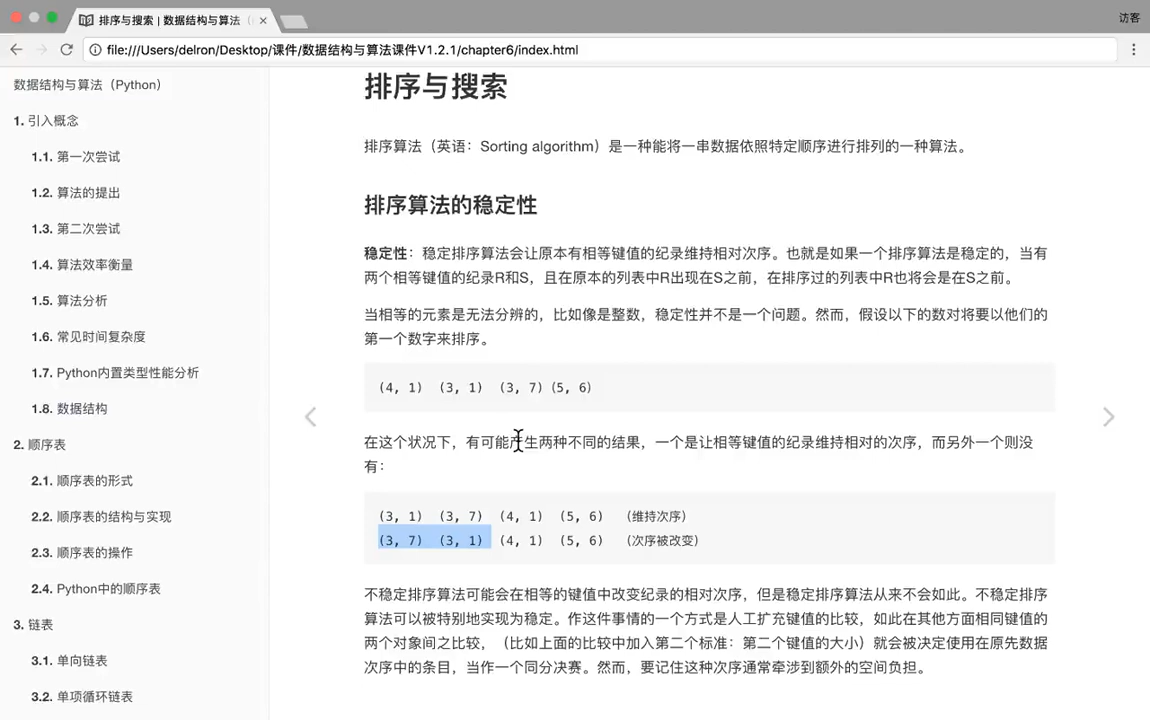 排序与搜索 | 数据结构与算法（
访客
file:///Users/delron/Desktop/课件/数据结构与算法课件V1.2.1/chapter6/index.html
数据结构与算法（Python）
1. 引入概念
1.1. 第一次尝试
1.2. 算法的提出
1.3. 第二次尝试
1.4. 算法效率衡量
1.5. 算法分析
1.6. 常见时间复杂度
1.7. Python内置类型性能分析
1.8. 数据结构
2. 顺序表
2.1. 顺序表的形式
2.2. 顺序表的结构与实现
2.3. 顺序表的操作
2.4. Python中的顺序表
3. 链表
3.1. 单向链表
3.2. 单项循环链表
排序与搜索
排序算法（英语：Sorting algorithm）是一种能将一串数据依照特定顺序进行排列的一种算法。
排序算法的稳定性
稳定性：稳定排序算法会让原本有相等键值的纪录维持相对次序。也就是如果一个排序算法是稳定的，当有
两个相等键值的纪录R和S，且在原本的列表中R出现在S之前，在排序过的列表中R也将会是在S之前。
当相等的元素是无法分辨的，比如像是整数，稳定性并不是一个问题。然而，假设以下的数对将要以他们的
第一个数字来排序。
(4, 1)  (3, 1)  (3, 7) (5, 6)
在这个状况下，有可能产生两种不同的结果，一个是让相等键值的纪录维持相对的次序，而另外一个则没
有：
(3, 1)  (3, 7)  (4, 1)  (5, 6)  (维持次序)
(3, 7)  (3, 1)  (4, 1)  (5, 6)  (次序被改变)
不稳定排序算法可能会在相等的键值中改变纪录的相对次序，但是稳定排序算法从来不会如此。不稳定排序
算法可以被特别地实现为稳定。作这件事情的一个方式是人工扩充键值的比较，如此在其他方面相同键值的
两个对象间之比较，（比如上面的比较中加入第二个标准：第二个键值的大小）就会被决定使用在原先数据
次序中的条目，当作一个同分决赛。然而，要记住这种次序通常牵涉到额外的空间负担。